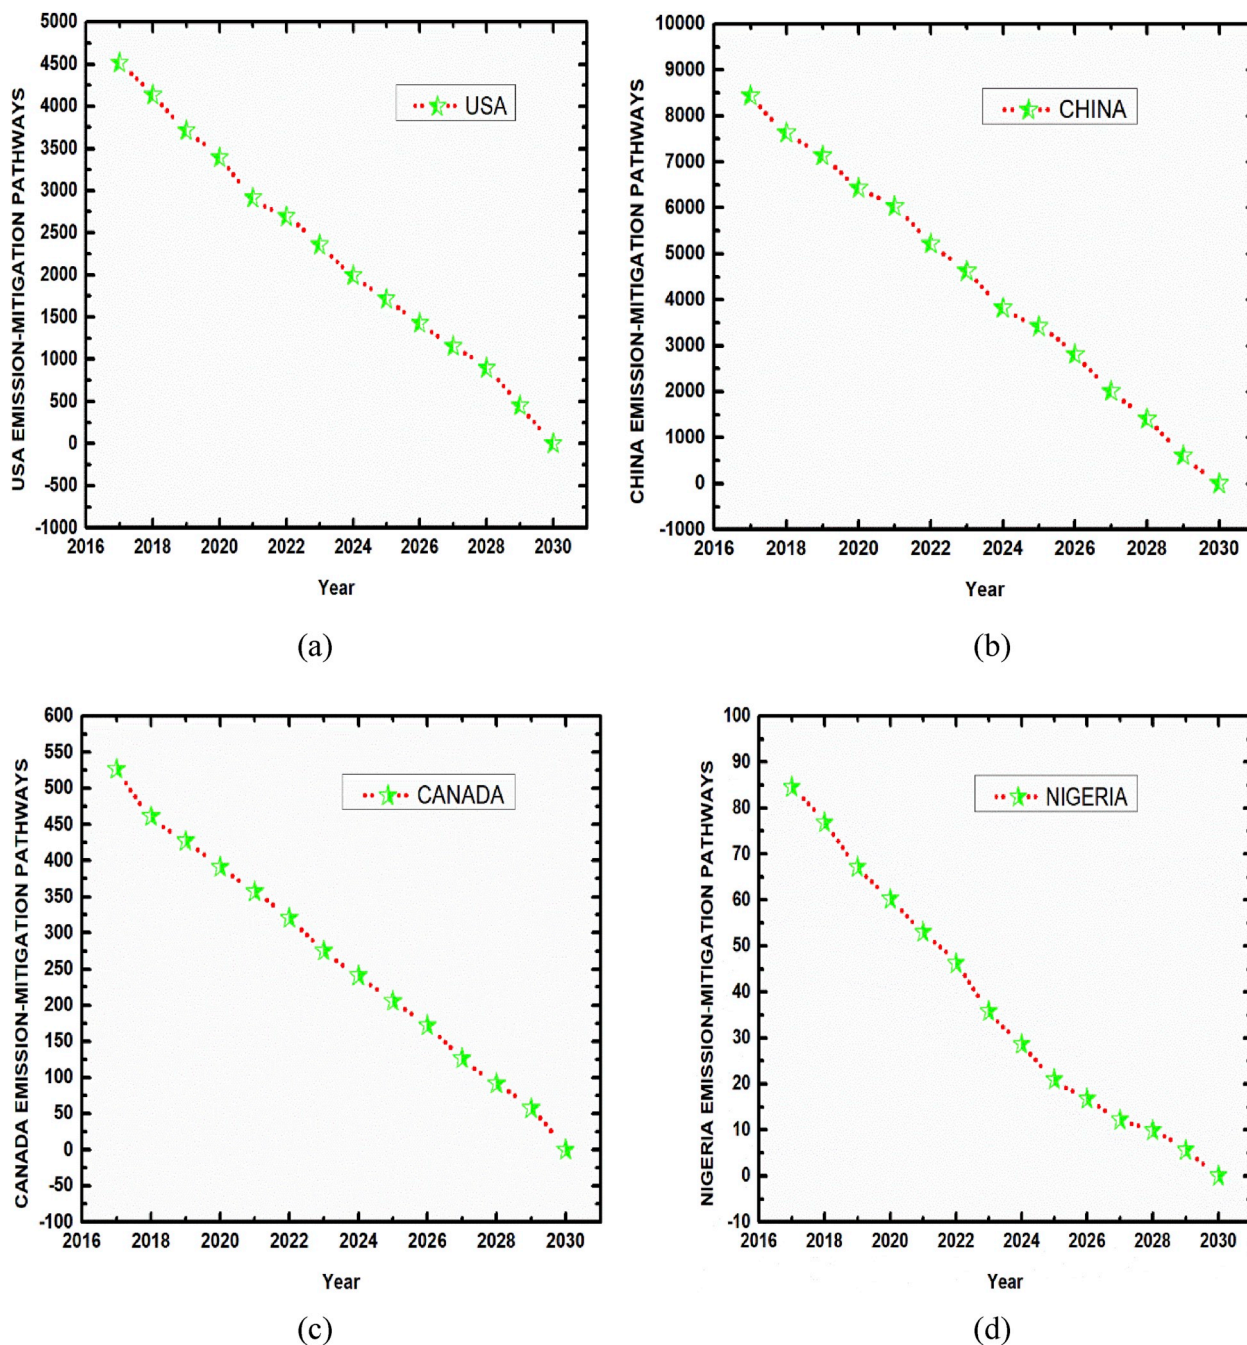 USA EMISSION-MITIGATION PATHWAYS
5000
4500
4000
3500
3000
2500
2000
1500
1000
500
0
-500
-1000
USA
2016 2018 2020 2022 2024 2026 2028 2030
Year
(a)
CHINA EMISSION-MITIGATION PATHWAYS
10000
9000
8000
7000
6000
5000
4000
3000
2000
1000
0
-1000
CHINA
2016 2018 2020 2022 2024 2026 2028 2030
Year
(b)
CANADA EMISSION-MITIGATION PATHWAYS
600
550
500
450
400
350
300
250
200
150
100
50
0
-50
-100
CANADA
2016 2018 2020 2022 2024 2026 2028 2030
Year
(c)
NIGERIA EMISSION-MITIGATION PATHWAYS
100
90
80
70
60
50
40
30
20
10
0
-10
NIGERIA
2016 2018 2020 2022 2024 2026 2028 2030
Year
(d)